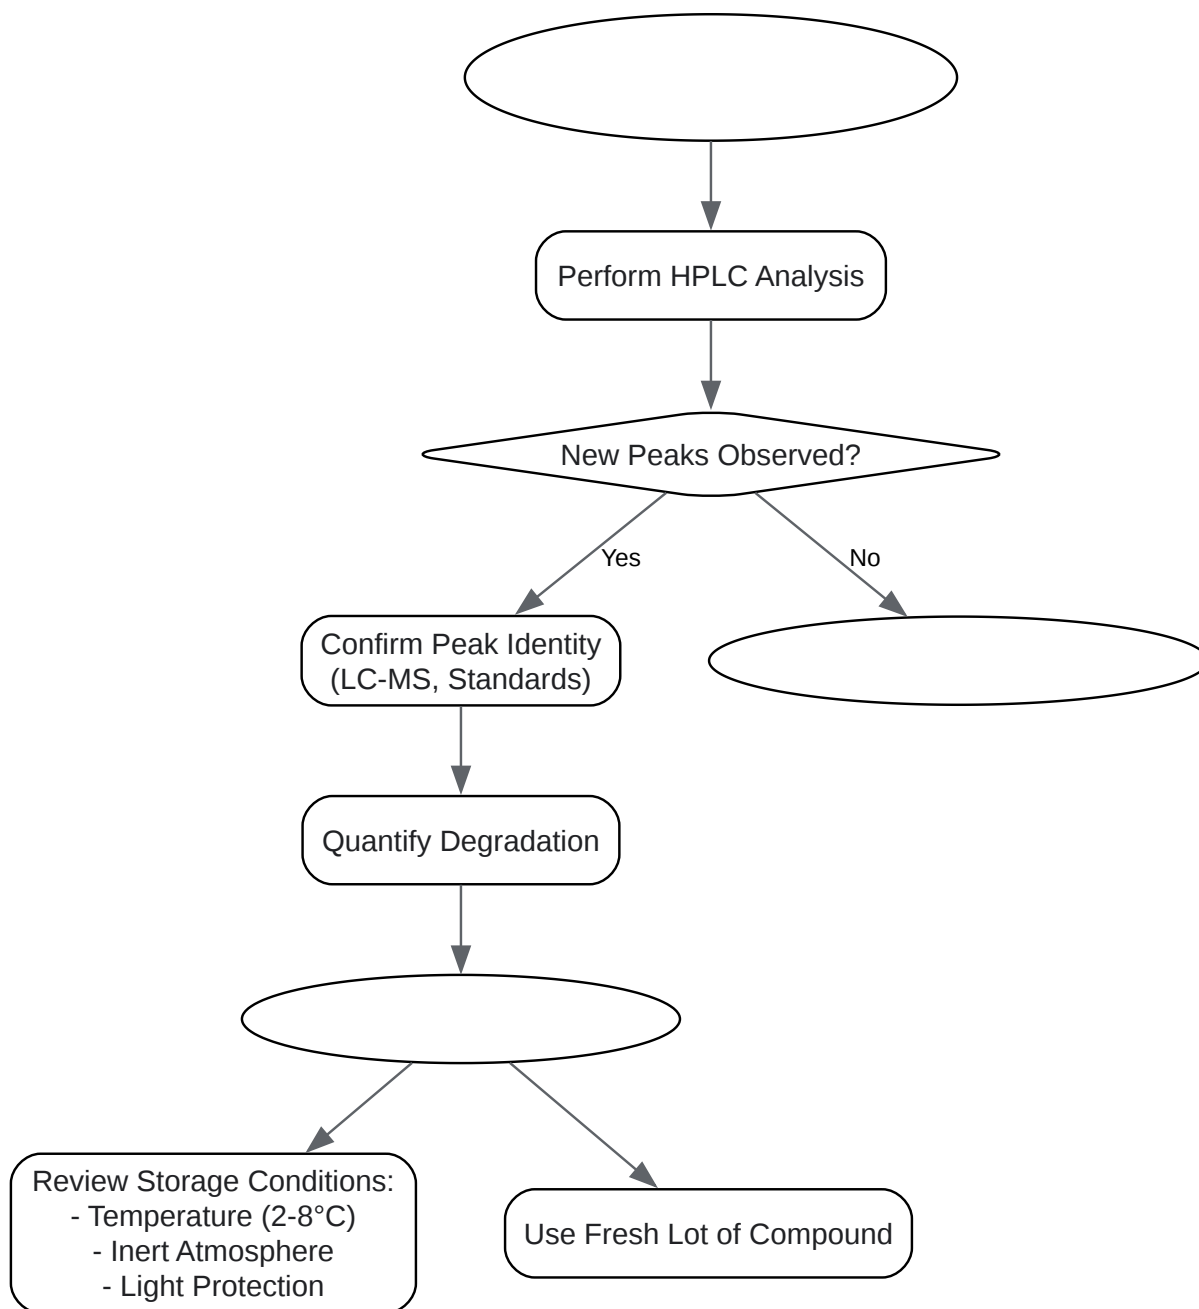 Perform HPLC Analysis
New Peaks Observed?
Yes
No
Confirm Peak Identity
(LC-MS, Standards)
Quantify Degradation
Review Storage Conditions:
- Temperature (2-8°C)
- Inert Atmosphere
- Light Protection
Use Fresh Lot of Compound